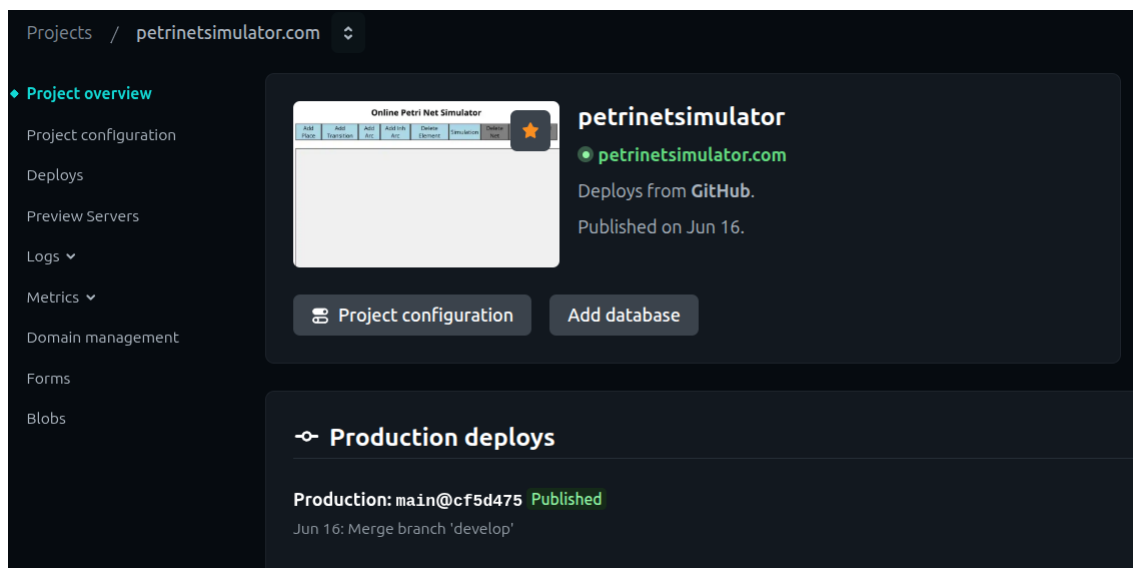 Projects / petrinetsimulator.com
Project overview
Project configuration
Deploys
Preview Servers
Logs
Metrics
Domain management
Forms
Blobs
Online Petri Net Simulator
Add Place Add Transition Add Arc Add Inh Arc Delete Element Simulation Delete Net
petrinetsimulator
petrinetsimulator.com
Deploys from GitHub.
Published on Jun 16.
Project configuration Add database
Production deploys
Production: main@cf5d475 Published
Jun 16: Merge branch 'develop'